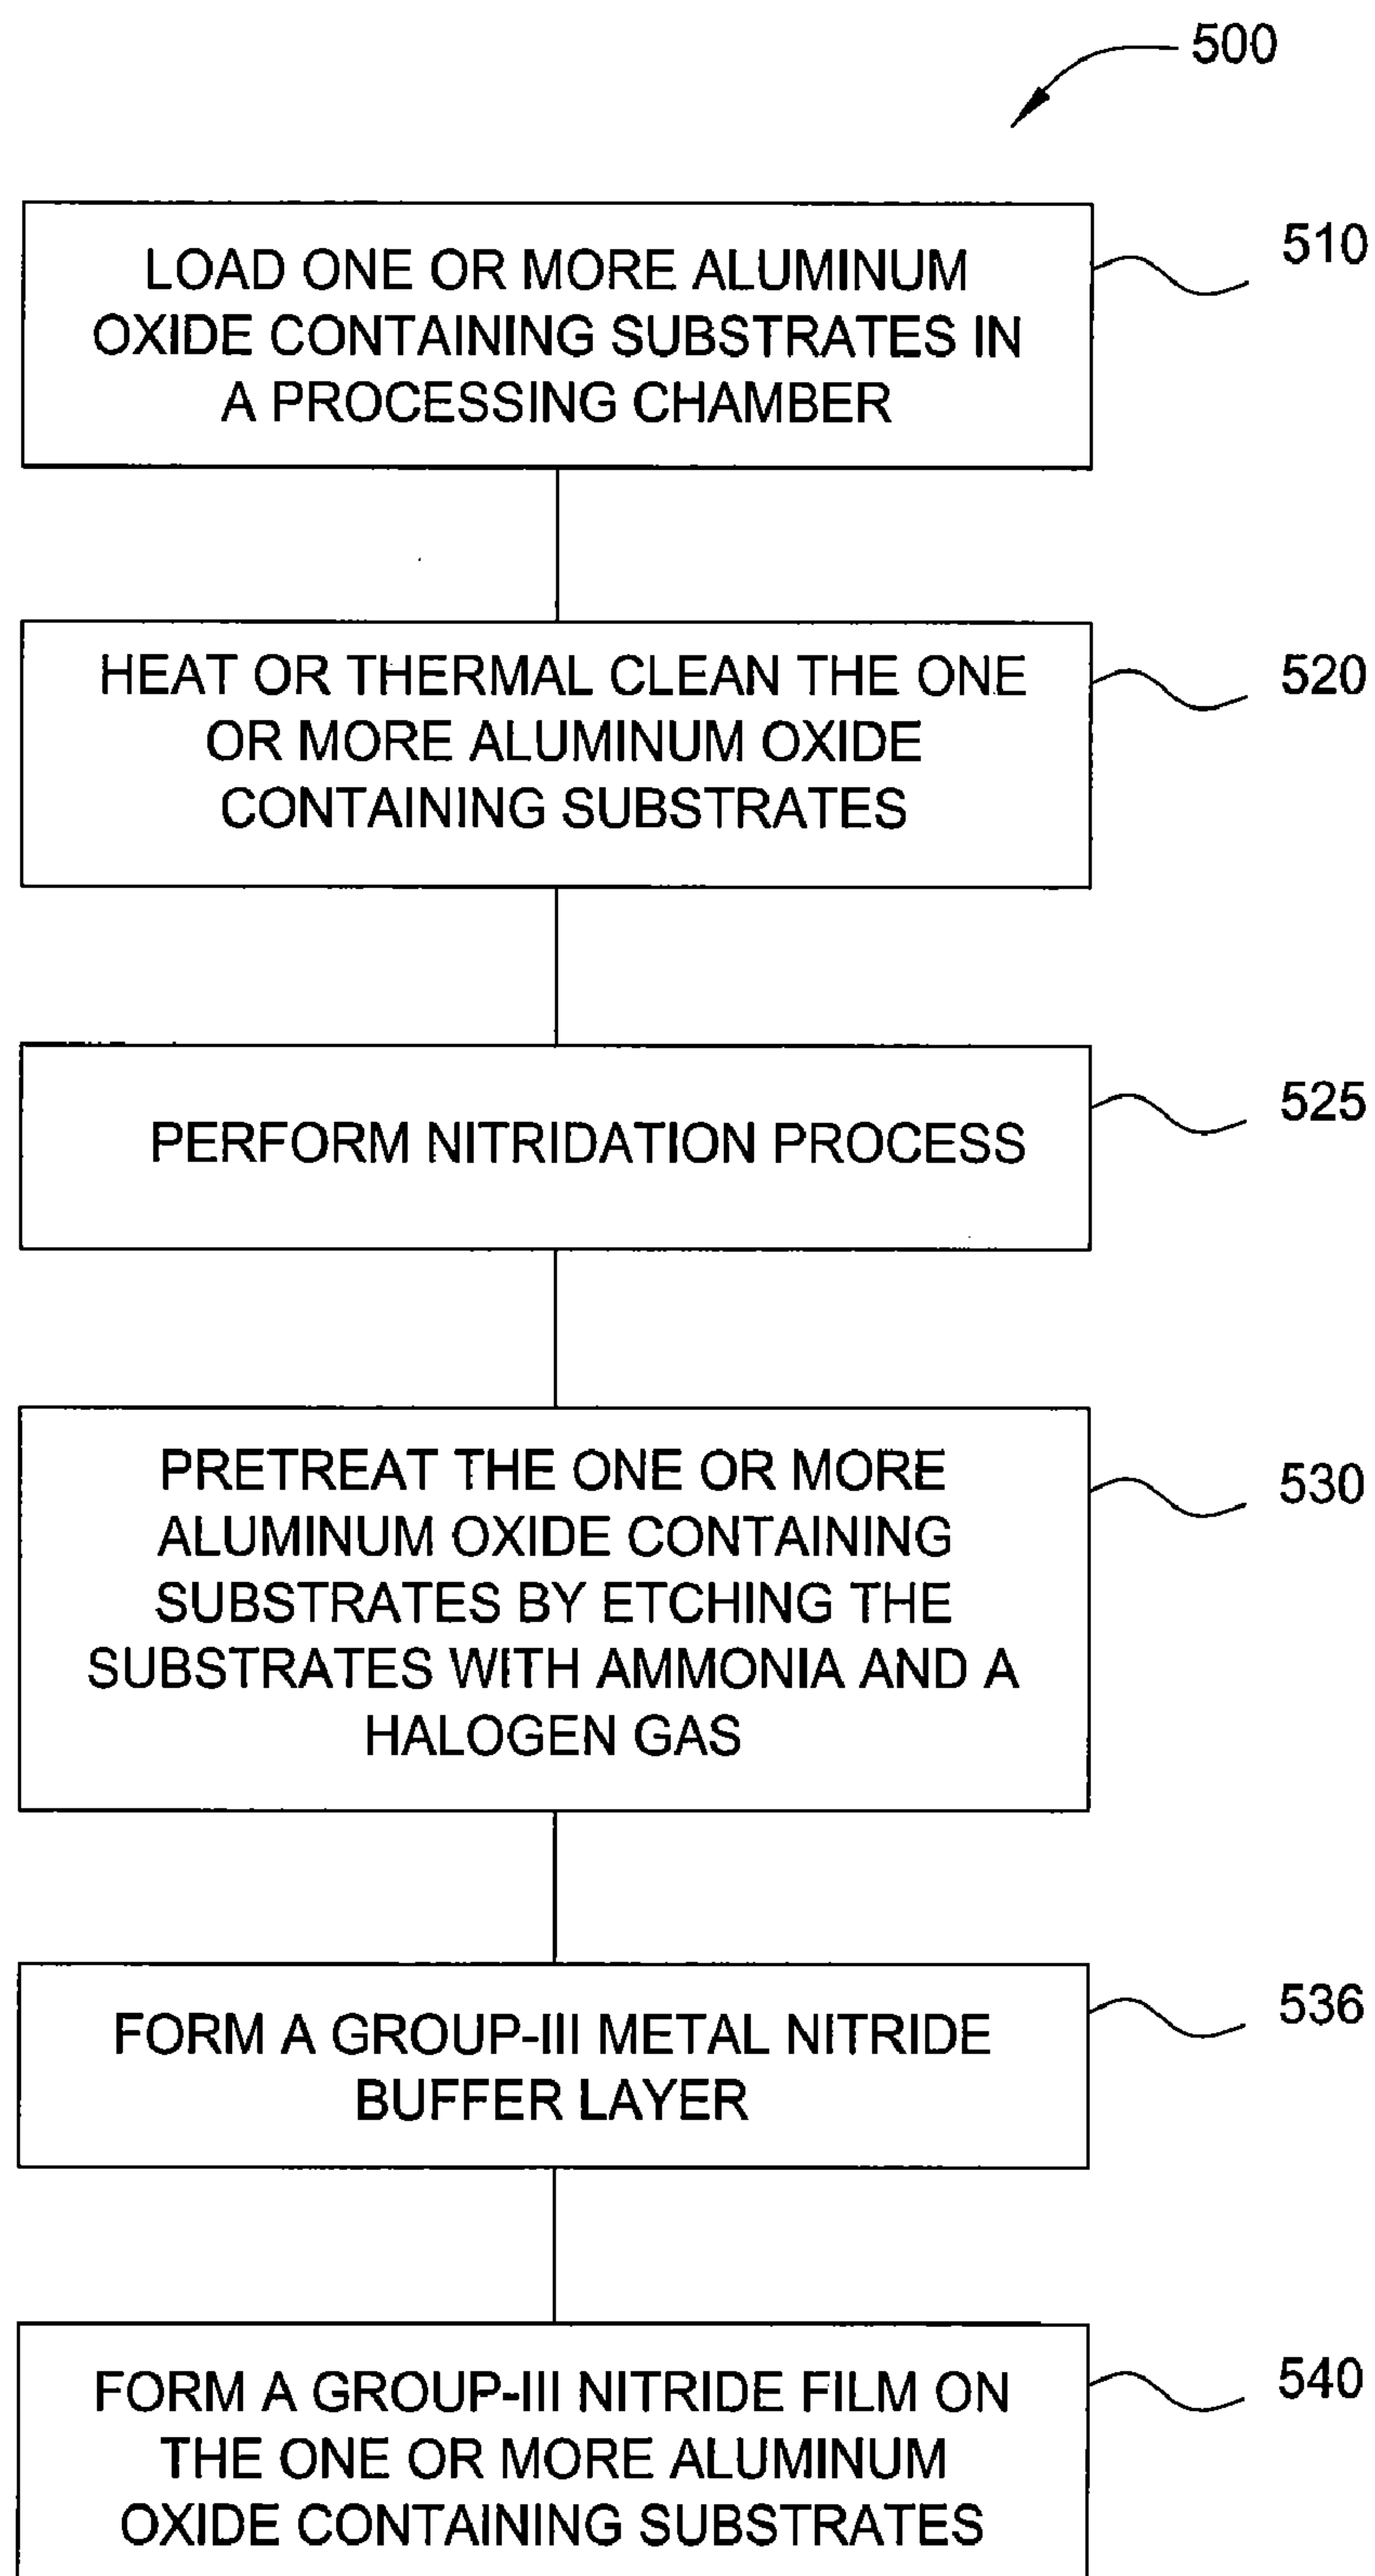 500
LOAD ONE OR MORE ALUMINUM
OXIDE CONTAINING SUBSTRATES IN
A PROCESSING CHAMBER
510
HEAT OR THERMAL CLEAN THE ONE
OR MORE ALUMINUM OXIDE
CONTAINING SUBSTRATES
520
PERFORM NITRIDATION PROCESS
525
PRETREAT THE ONE OR MORE
ALUMINUM OXIDE CONTAINING
SUBSTRATES BY ETCHING THE
SUBSTRATES WITH AMMONIA AND A
HALOGEN GAS
530
FORM A GROUP-III METAL NITRIDE
BUFFER LAYER
536
FORM A GROUP-III NITRIDE FILM ON
THE ONE OR MORE ALUMINUM
OXIDE CONTAINING SUBSTRATES
540